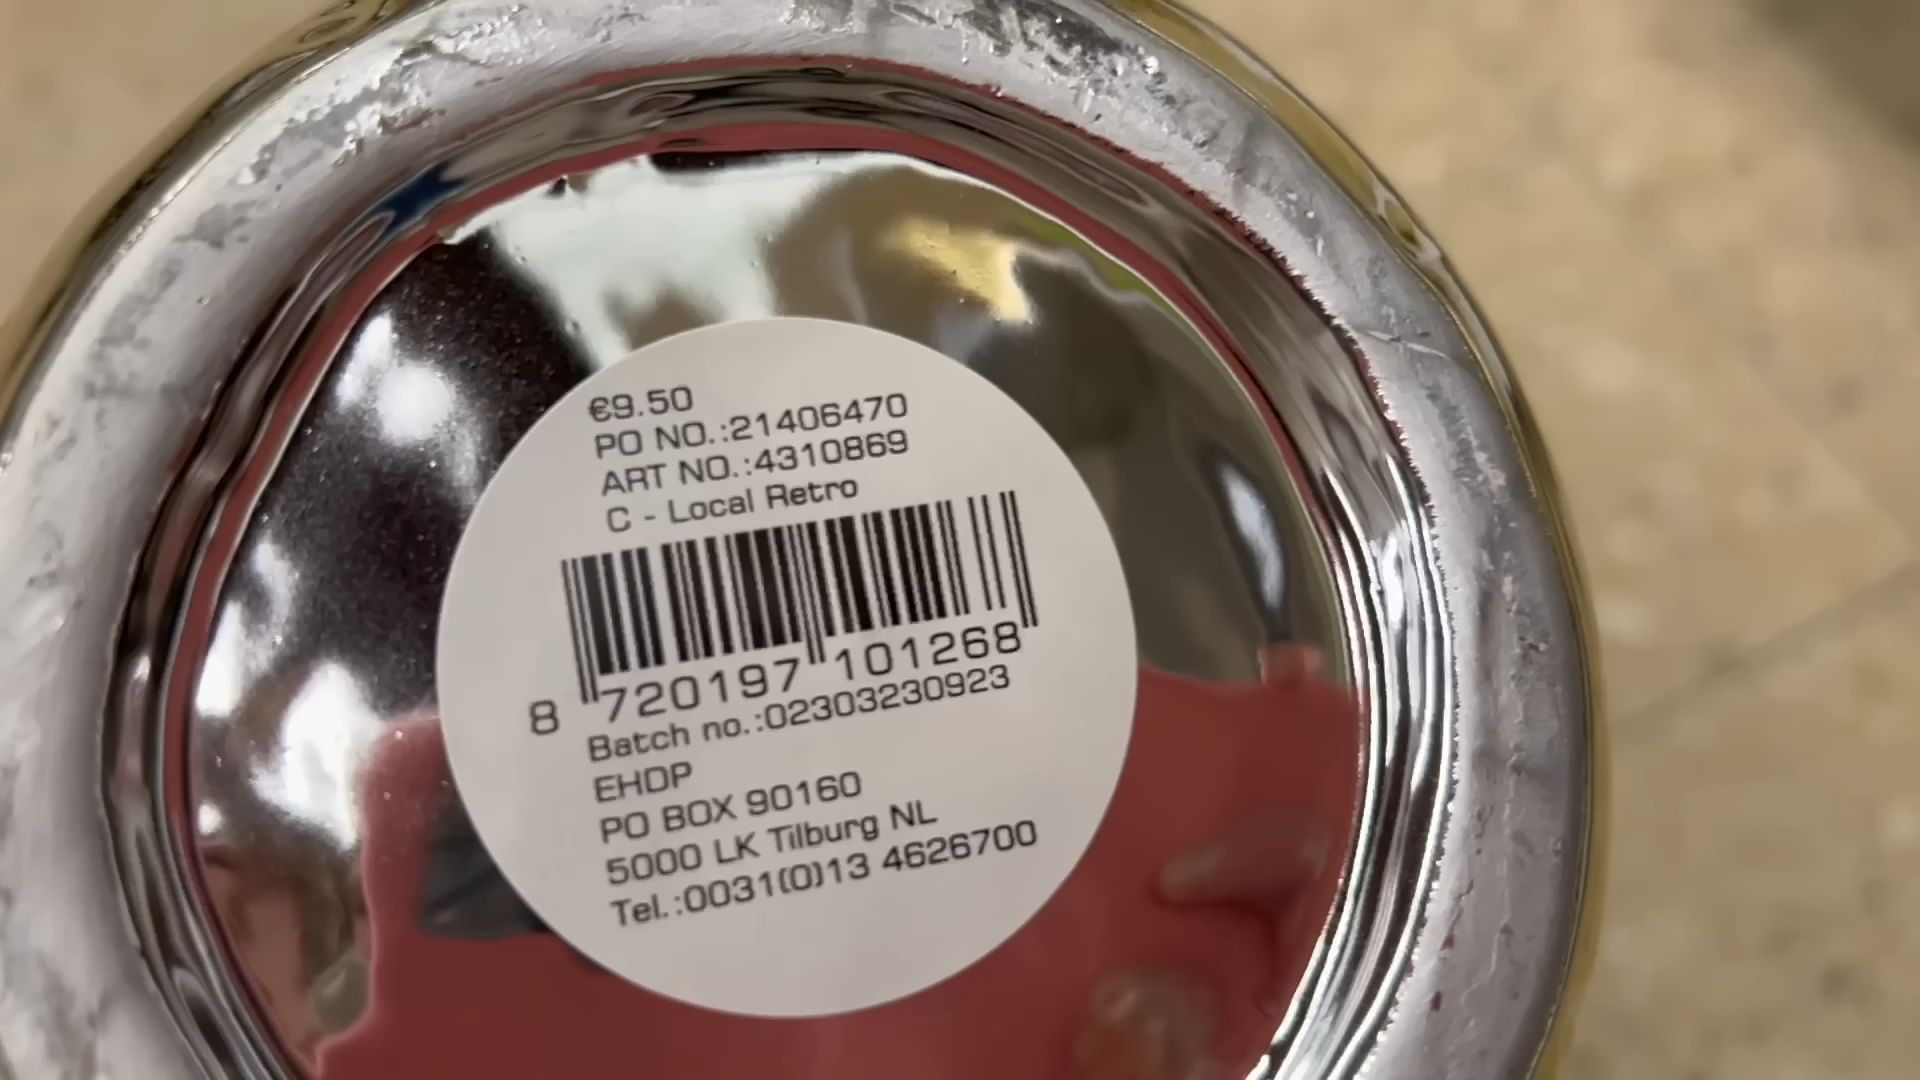 €9.50
PO NO.:21406470
ART NO.:4310869
C - Local Retro
8 720197 101268
Batch no.:02303230923
EHDP
PO BOX 90160
5000 LK Tilburg NL
Tel.:0031(0)13 4626700